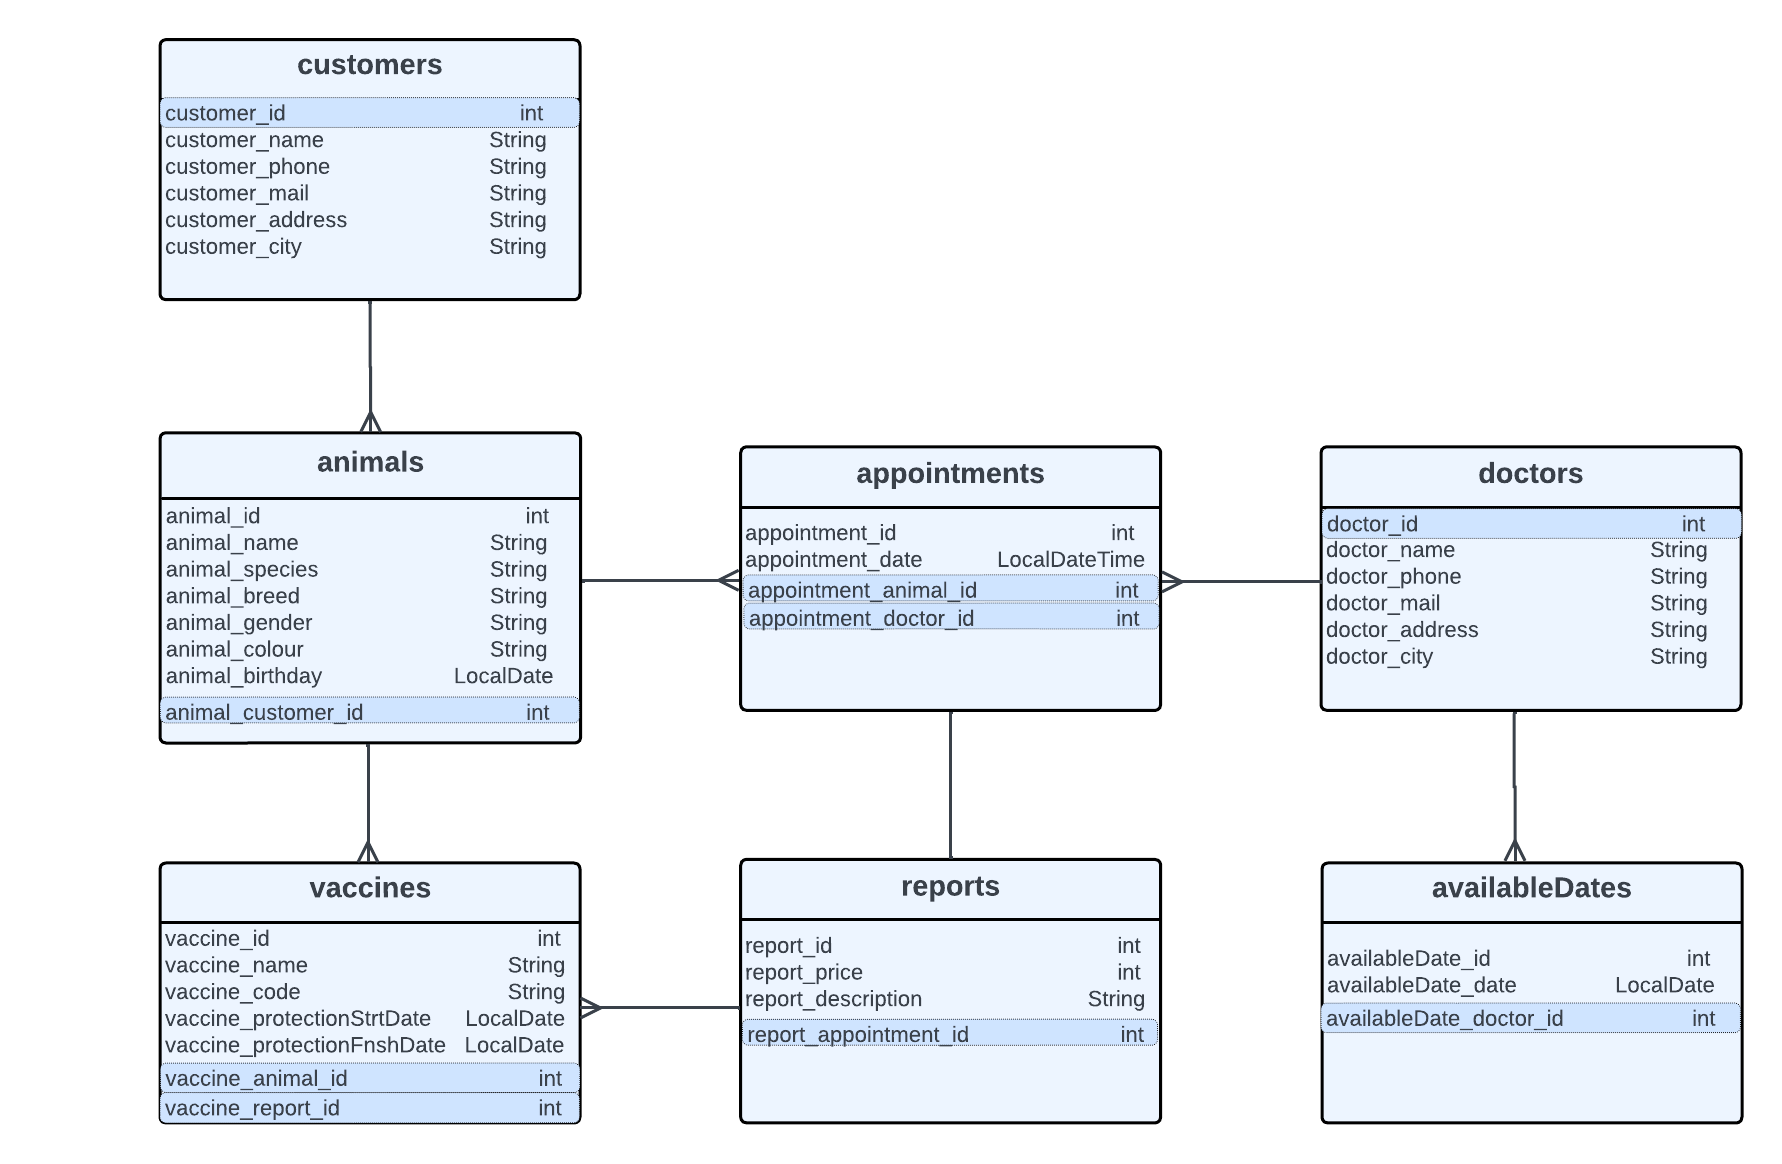 customers
customer_id int
customer_name String
customer_phone String
customer_mail String
customer_address String
customer_city String
animals
animal_id int
animal_name String
animal_species String
animal_breed String
animal_gender String
animal_colour String
animal_birthday LocalDate
animal_customer_id int
appointments
appointment_id int
appointment_date LocalDateTime
appointment_animal_id int
appointment_doctor_id int
doctors
doctor_id int
doctor_name String
doctor_phone String
doctor_mail String
doctor_address String
doctor_city String
vaccines
vaccine_id int
vaccine_name String
vaccine_code String
vaccine_protectionStrtDate LocalDate
vaccine_protectionFnshDate LocalDate
vaccine_animal_id int
vaccine_report_id int
reports
report_id int
report_price int
report_description String
report_appointment_id int
availableDates
availableDate_id int
availableDate_date LocalDate
availableDate_doctor_id int